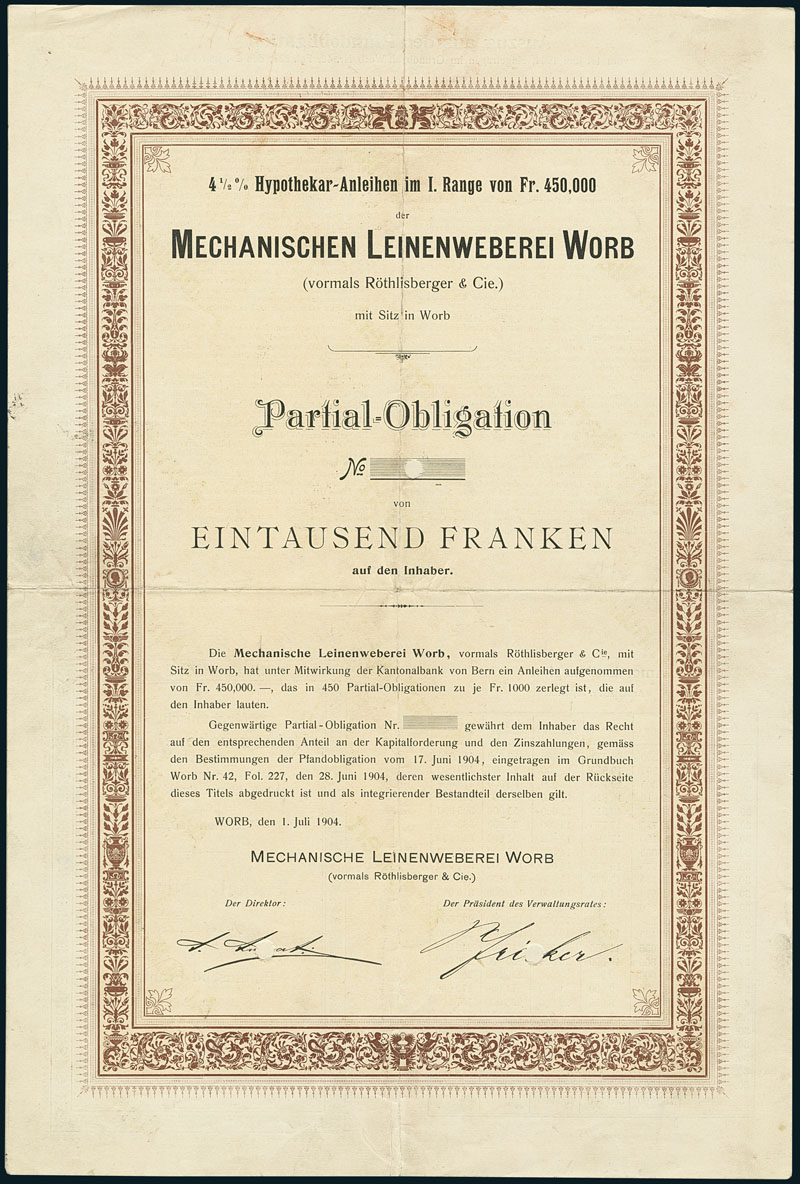 4 1/2 % Hypothekar-Anleihen im I. Range von Fr. 450,000
der
MECHANISCHEN LEINENWEBEREI WORB
(vormals Röthlisberger & Cie.)
mit Sitz in Worb
Partial-Obligation
No
von
EINTAUSEND FRANKEN
auf den Inhaber.
Die Mechanische Leinenweberei Worb, vormals Röthlisberger & Cie, mit
Sitz in Worb, hat unter Mitwirkung der Kantonalbank von Bern ein Anleihen aufgenommen
von Fr. 450,000. —, das in 450 Partial-Obligationen zu je Fr. 1000 zerlegt ist, die auf
den Inhaber lauten.
Gegenwärtige Partial-Obligation Nr. gewährt dem Inhaber das Recht
auf den entsprechenden Anteil an der Kapitalforderung und den Zinszahlungen, gemäss
den Bestimmungen der Pfandobligation vom 17. Juni 1904, eingetragen im Grundbuch
Worb Nr. 42, Fol. 227, den 28. Juni 1904, deren wesentlichster Inhalt auf der Rückseite
dieses Titels abgedruckt ist und als integrierender Bestandteil derselben gilt.
WORB, den 1. Juli 1904.
MECHANISCHE LEINENWEBEREI WORB
(vormals Röthlisberger & Cie.)
Der Direktor: Der Präsident des Verwaltungsrates: